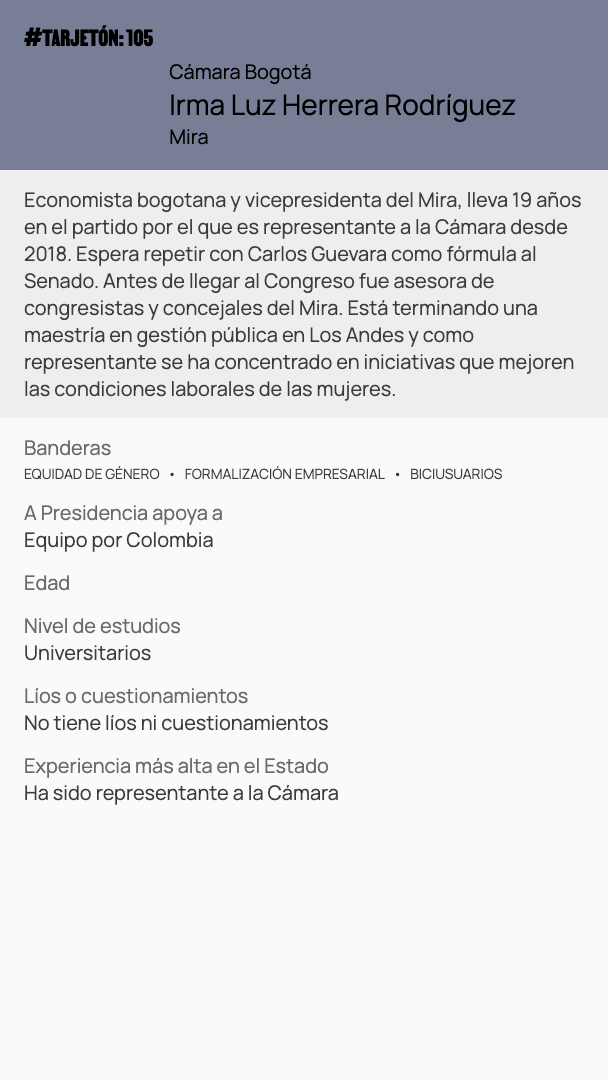 #TARJETÓN: 105
Cámara Bogotá
Irma Luz Herrera Rodríguez
Mira
Economista bogotana y vicepresidenta del Mira, lleva 19 años
en el partido por el que es representante a la Cámara desde
2018. Espera repetir con Carlos Guevara como fórmula al
Senado. Antes de llegar al Congreso fue asesora de
congresistas y concejales del Mira. Está terminando una
maestría en gestión pública en Los Andes y como
representante se ha concentrado en iniciativas que mejoren
las condiciones laborales de las mujeres.
Banderas
EQUIDAD DE GÉNERO • FORMALIZACIÓN EMPRESARIAL • BICIUSUARIOS
A Presidencia apoya a
Equipo por Colombia
Edad
Nivel de estudios
Universitarios
Líos o cuestionamientos
No tiene líos ni cuestionamientos
Experiencia más alta en el Estado
Ha sido representante a la Cámara